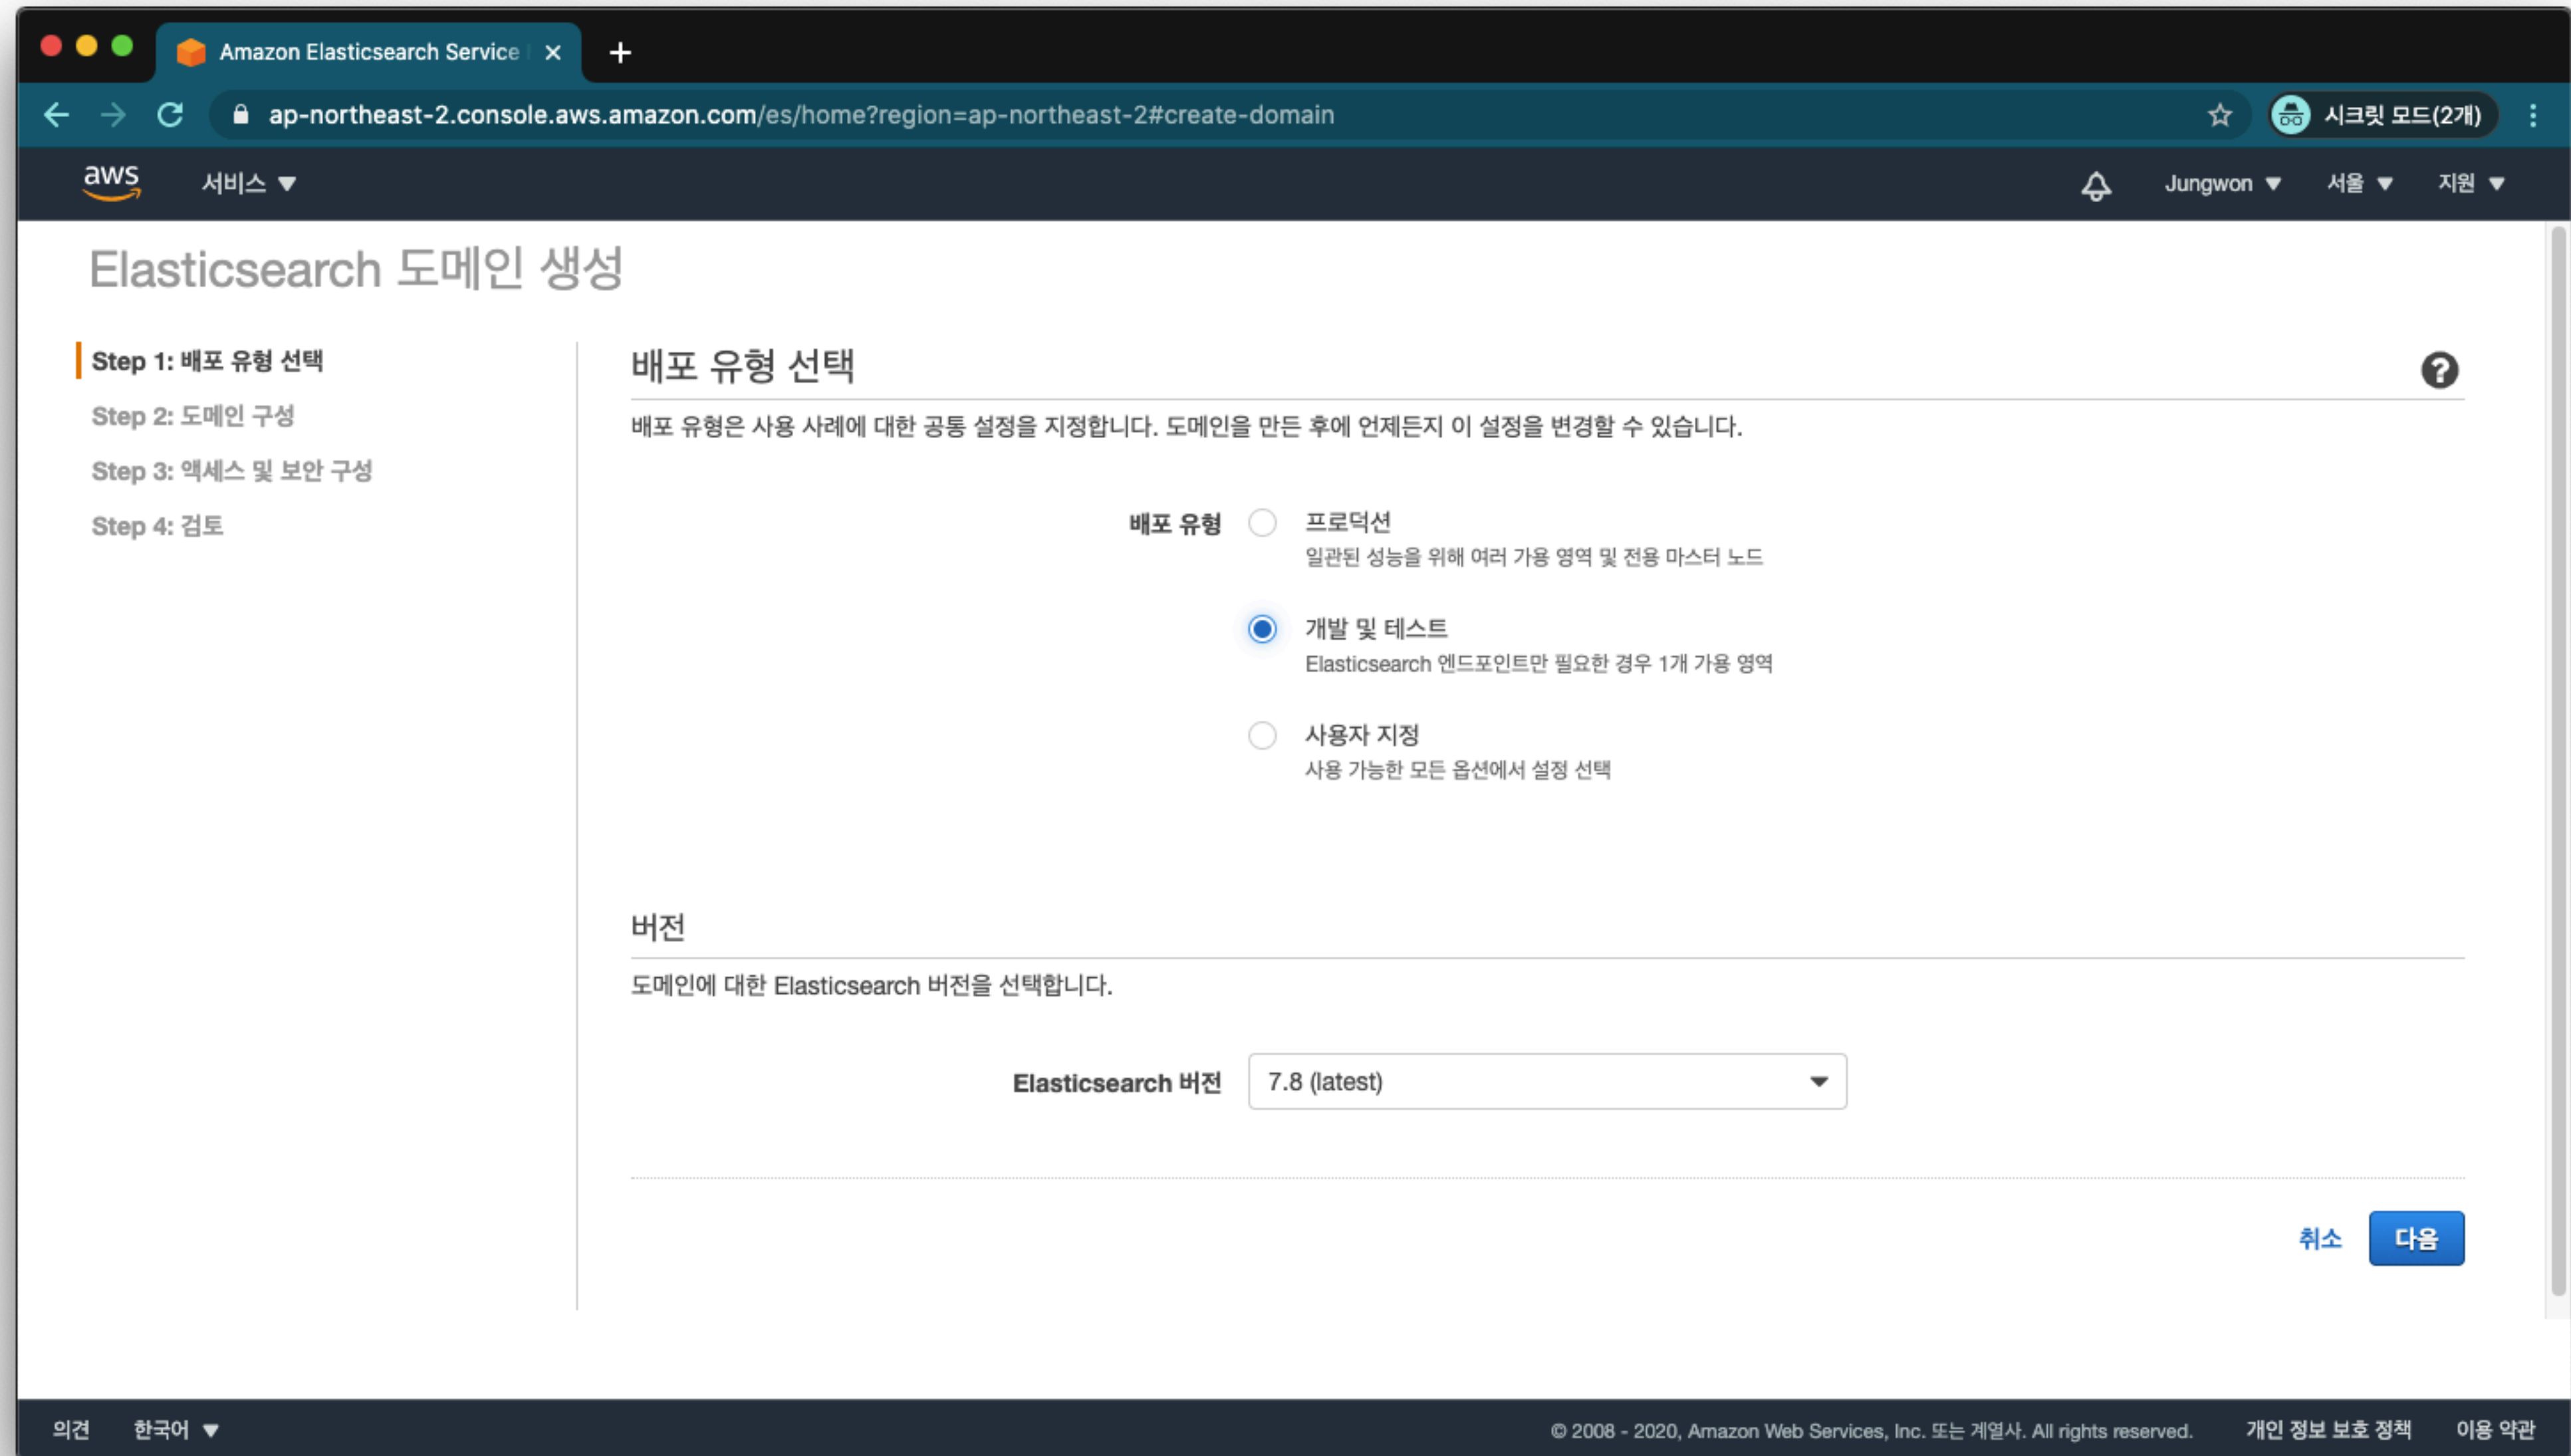 Amazon Elasticsearch Service
ap-northeast-2.console.aws.amazon.com/es/home?region=ap-northeast-2#create-domain
시크릿 모드(2개)
aws
서비스
Jungwon
서울
지원
Elasticsearch 도메인 생성
Step 1: 배포 유형 선택
Step 2: 도메인 구성
Step 3: 액세스 및 보안 구성
Step 4: 검토
배포 유형 선택
배포 유형은 사용 사례에 대한 공통 설정을 지정합니다. 도메인을 만든 후에 언제든지 이 설정을 변경할 수 있습니다.
배포 유형
프로덕션
일관된 성능을 위해 여러 가용 영역 및 전용 마스터 노드
개발 및 테스트
Elasticsearch 엔드포인트만 필요한 경우 1개 가용 영역
사용자 지정
사용 가능한 모든 옵션에서 설정 선택
버전
도메인에 대한 Elasticsearch 버전을 선택합니다.
Elasticsearch 버전
7.8 (latest)
취소
다음
의견
한국어
© 2008 - 2020, Amazon Web Services, Inc. 또는 계열사. All rights reserved.
개인 정보 보호 정책
이용 약관